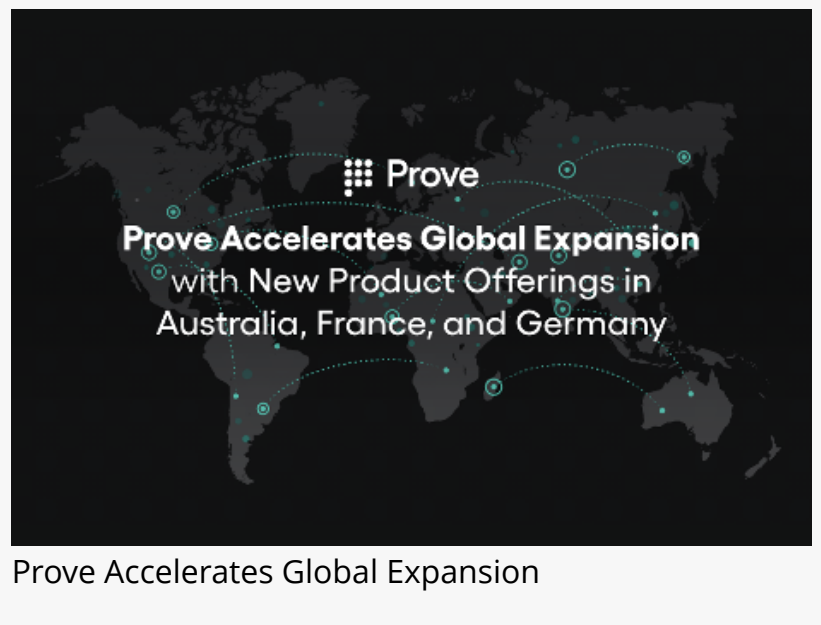 Prove
Prove Accelerates Global Expansion
with New Product Offerings in
Australia, France, and Germany
Prove Accelerates Global Expansion